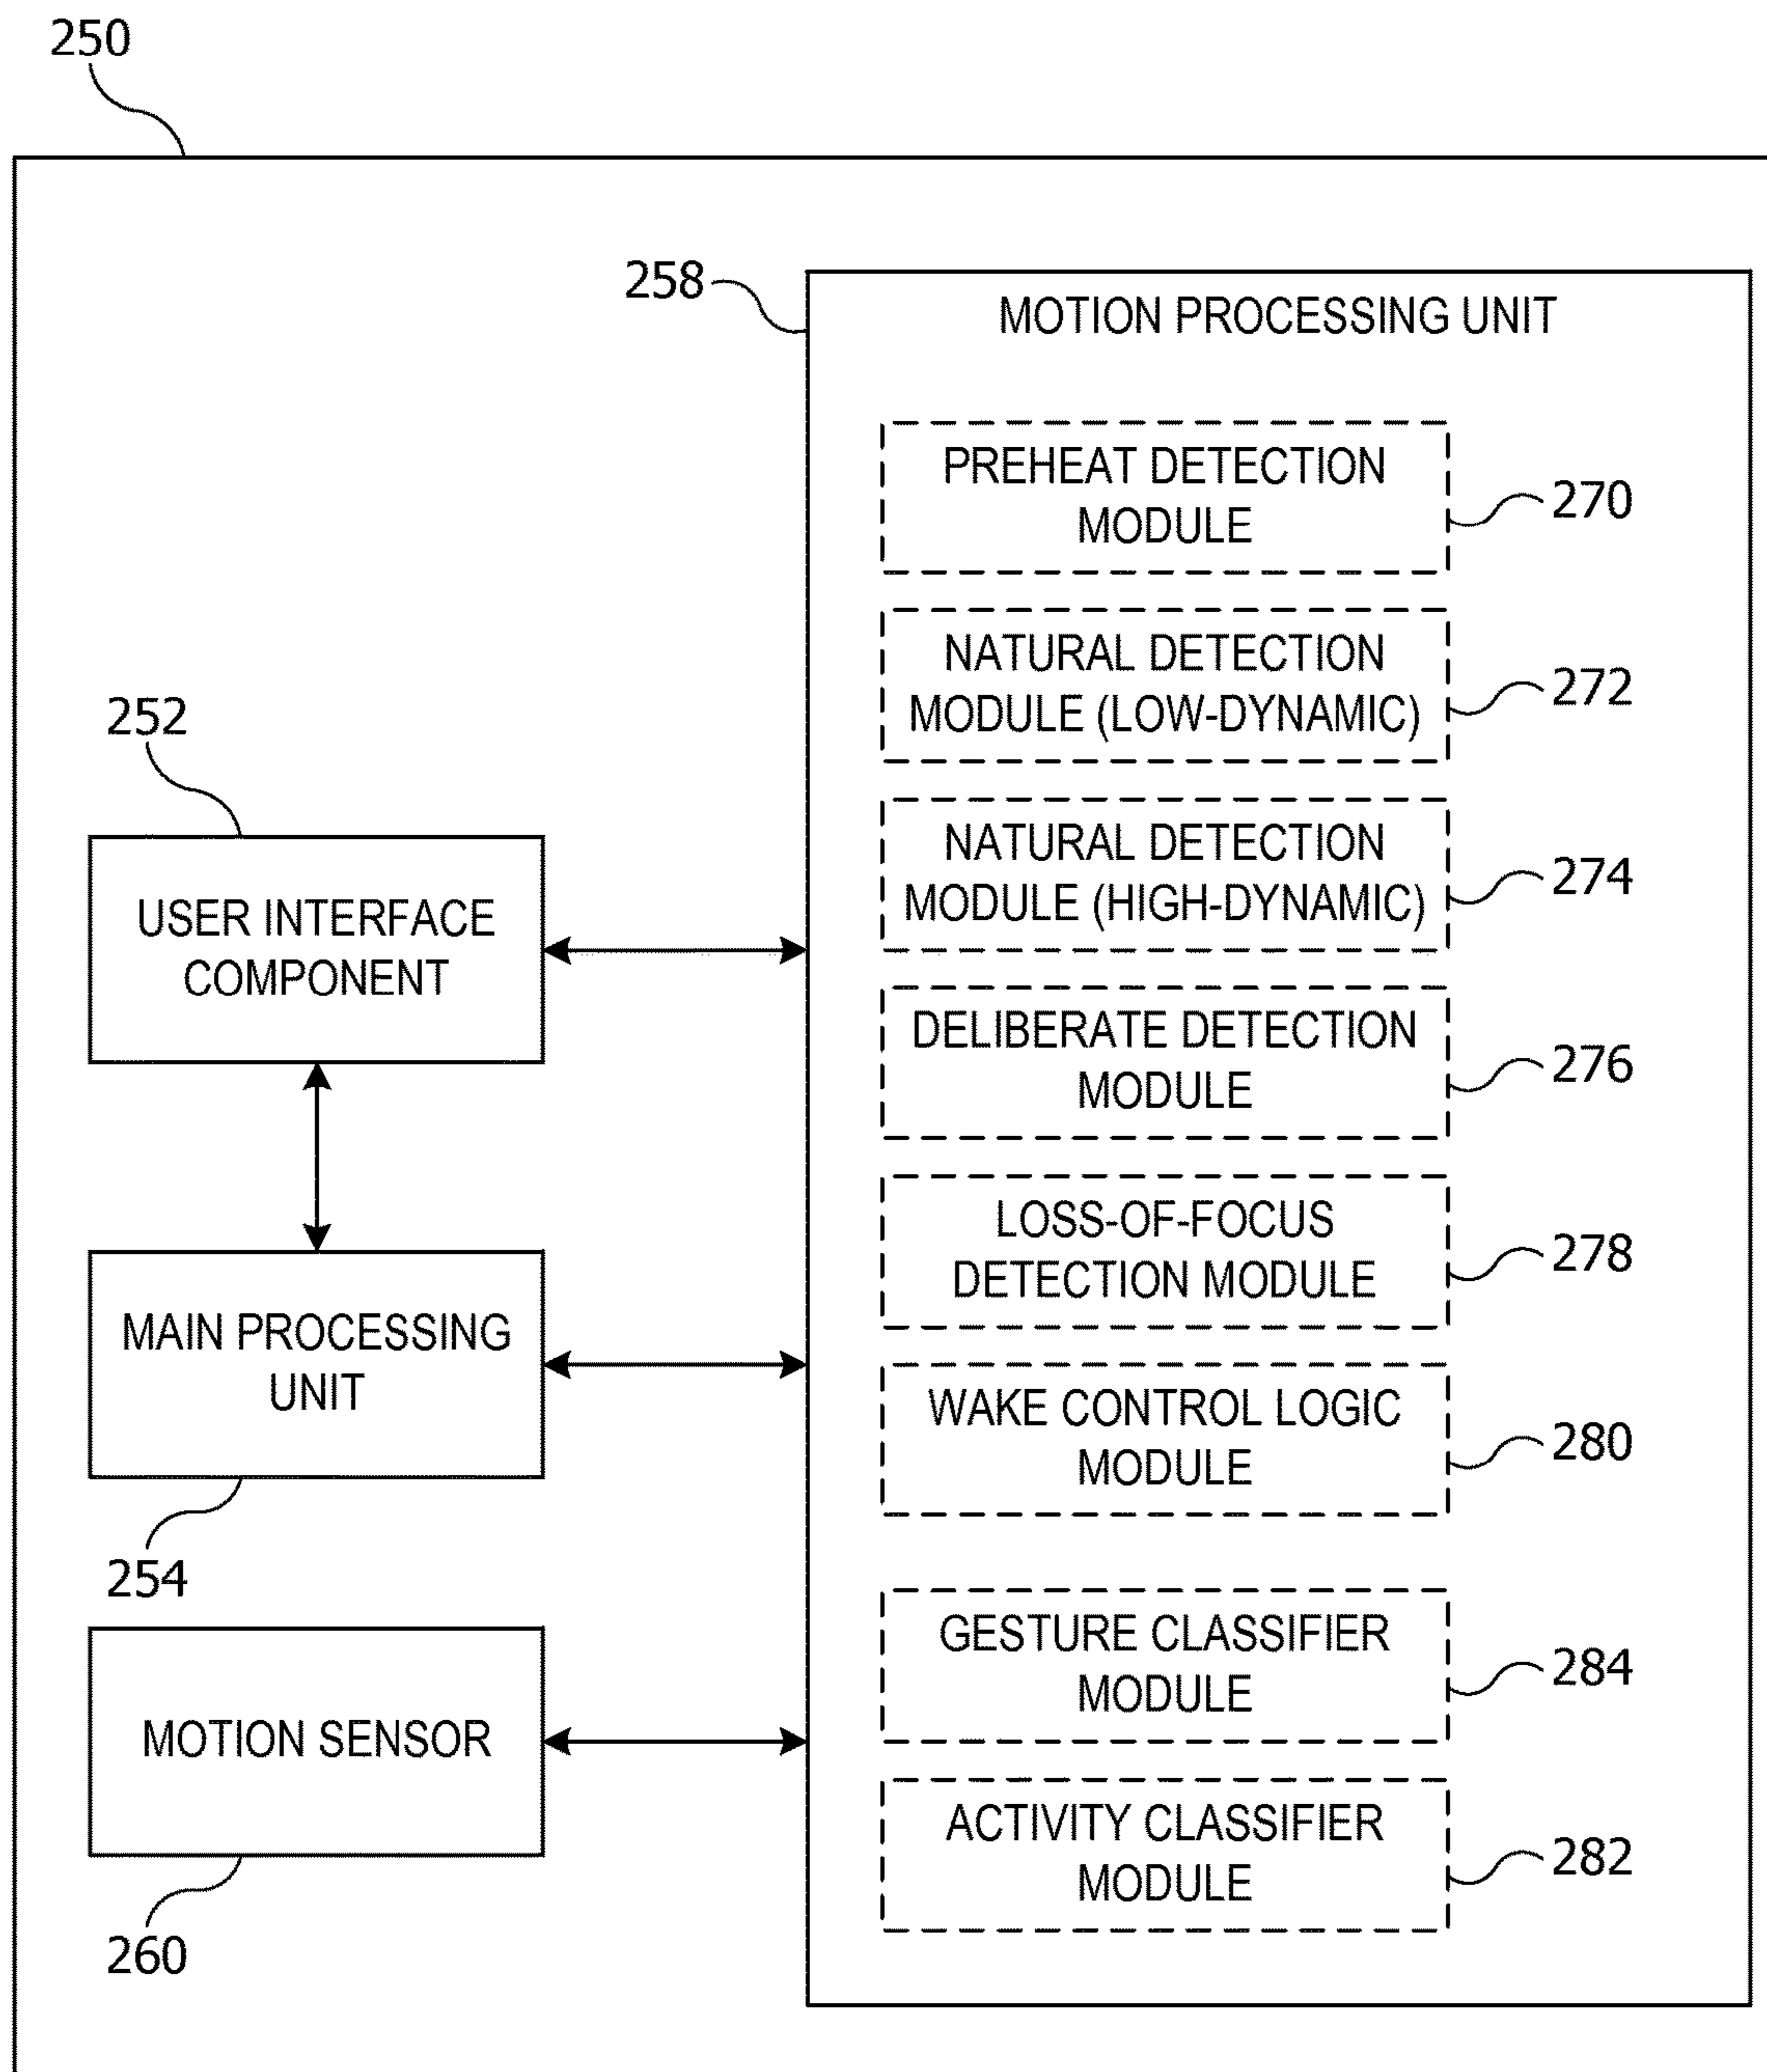 250
258
MOTION PROCESSING UNIT
PREHEAT DETECTION
MODULE
270
NATURAL DETECTION
MODULE (LOW-DYNAMIC)
272
252
NATURAL DETECTION
MODULE (HIGH-DYNAMIC)
274
USER INTERFACE
COMPONENT
DELIBERATE DETECTION
MODULE
276
LOSS-OF-FOCUS
DETECTION MODULE
278
MAIN PROCESSING
UNIT
254
WAKE CONTROL LOGIC
MODULE
280
GESTURE CLASSIFIER
MODULE
284
MOTION SENSOR
260
ACTIVITY CLASSIFIER
MODULE
282